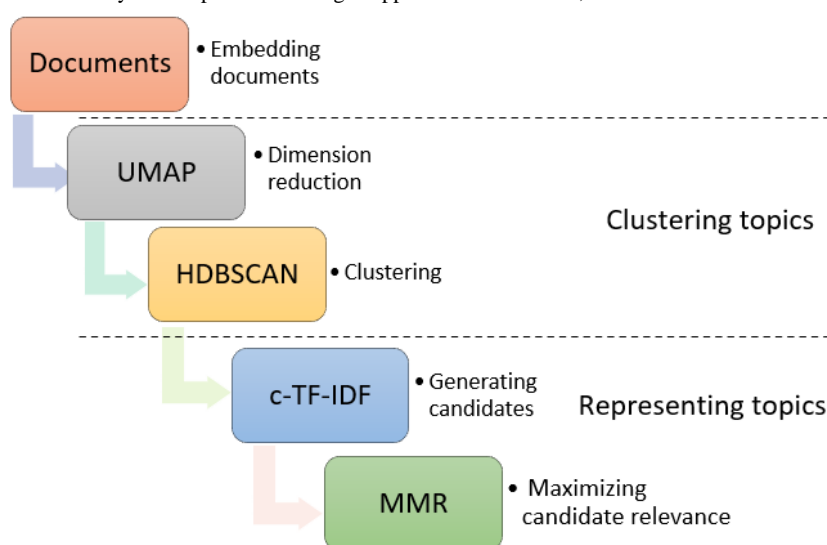 Documents
• Embedding
documents
UMAP
• Dimension
reduction
Clustering topics
HDBSCAN
• Clustering
c-TF-IDF
• Generating
candidates
Representing topics
MMR
• Maximizing
candidate relevance